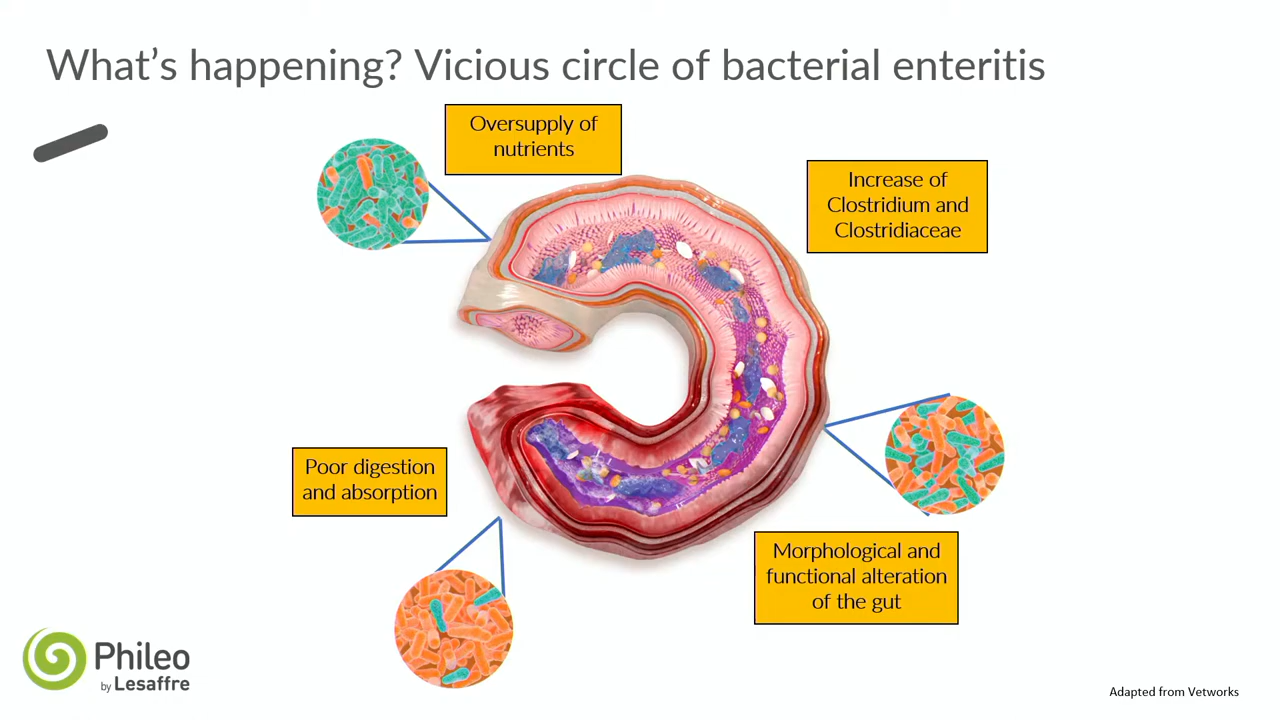 What’s happening? Vicious circle of bacterial enteritis
Oversupply of
nutrients
Increase of
Clostridium and
Clostridiaceae
Poor digestion
and absorption
Morphological and
functional alteration
of the gut
Phileo
by Lesaffre
Adapted from Vetworks